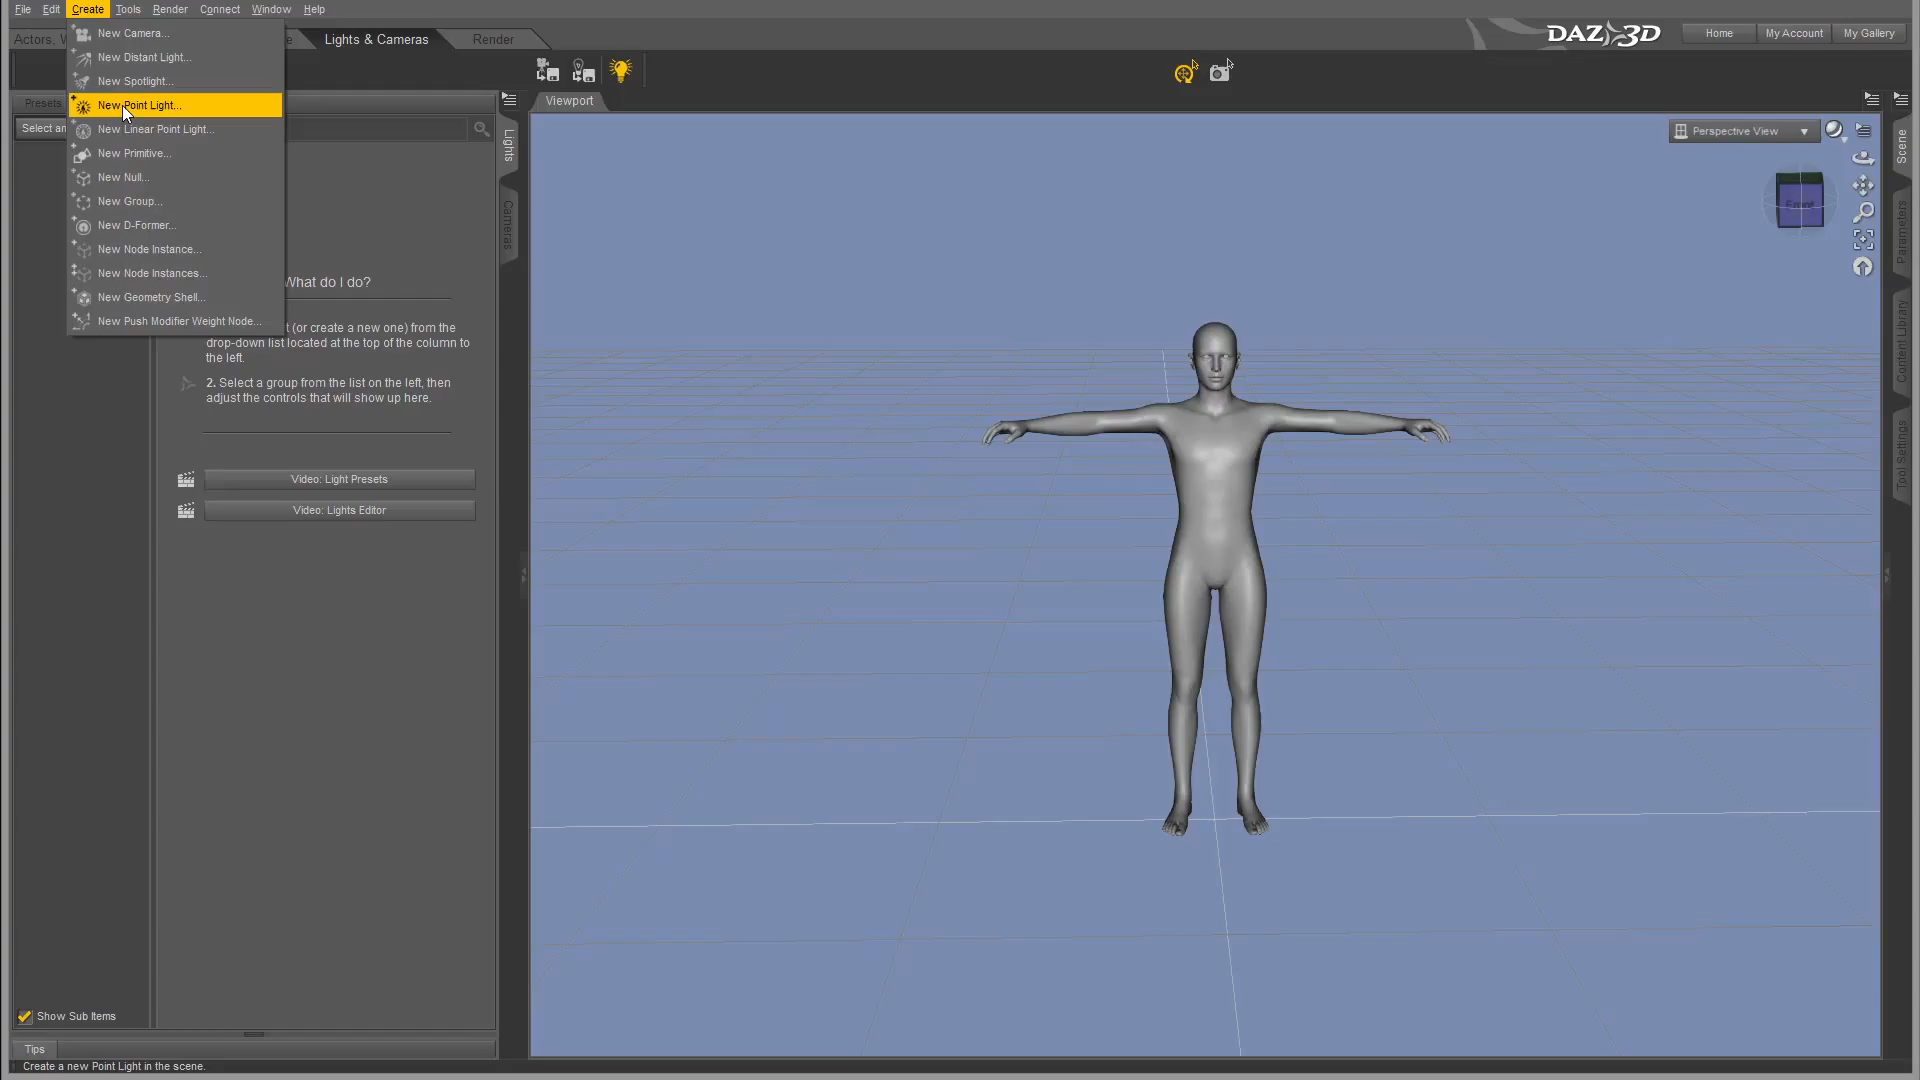 File Edit Create Tools Render Connect Window Help
Actors, W
e
Lights & Cameras
Render
DAZ 3D
Home
My Account
My Gallery
New Camera...
New Distant Light...
New Spotlight...
New Point Light...
New Linear Point Light...
New Primitive...
New Null...
New Group...
New D-Former...
New Node Instance...
New Node Instances...
New Geometry Shell...
New Push Modifier Weight Node...
Presets
Select an
Lights
Cameras
What do I do?
t (or create a new one) from the
drop-down list located at the top of the column to
the left.
2. Select a group from the list on the left, then
adjust the controls that will show up here.
Video: Light Presets
Video: Lights Editor
Viewport
Perspective View
Front
Scene
Parameters
Content Library
Tool Settings
Show Sub Items
Tips
Create a new Point Light in the scene.